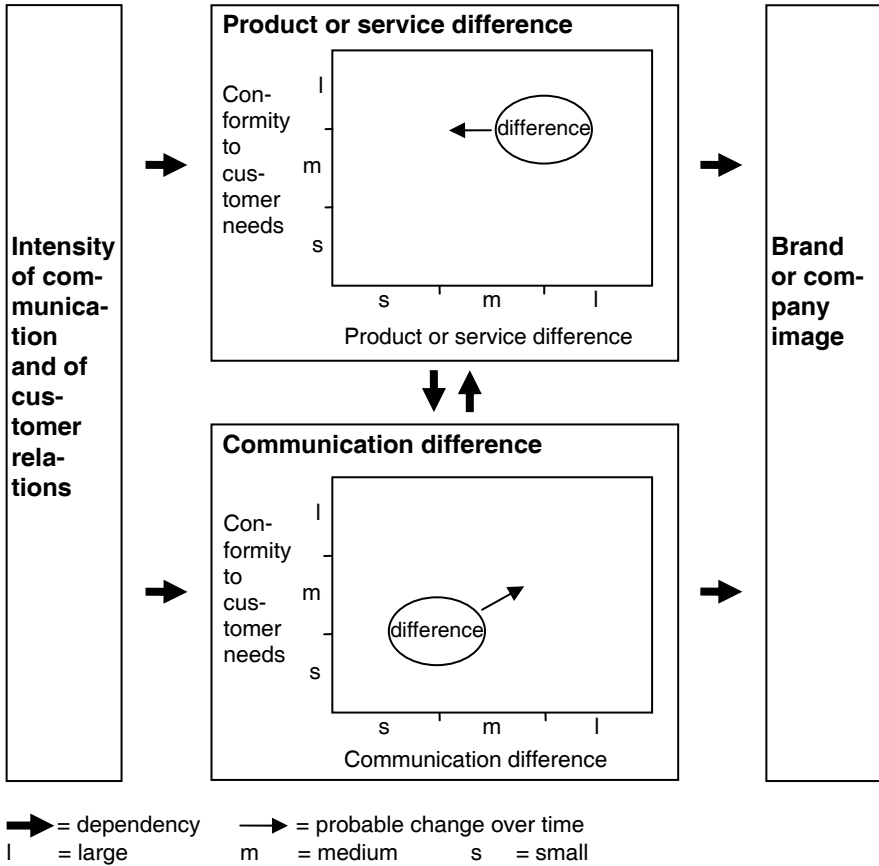 Intensity
of com-
munica-
tion
and of
cus-
tomer
rela-
tions
Product or service difference
Con-
formity
to
cus-
tomer
needs
l
m
s
difference
s m l
Product or service difference
Communication difference
Con-
formity
to
cus-
tomer
needs
l
m
s
difference
s m l
Communication difference
Brand
or com-
pany
image
= dependency = probable change over time
l = large m = medium s = small